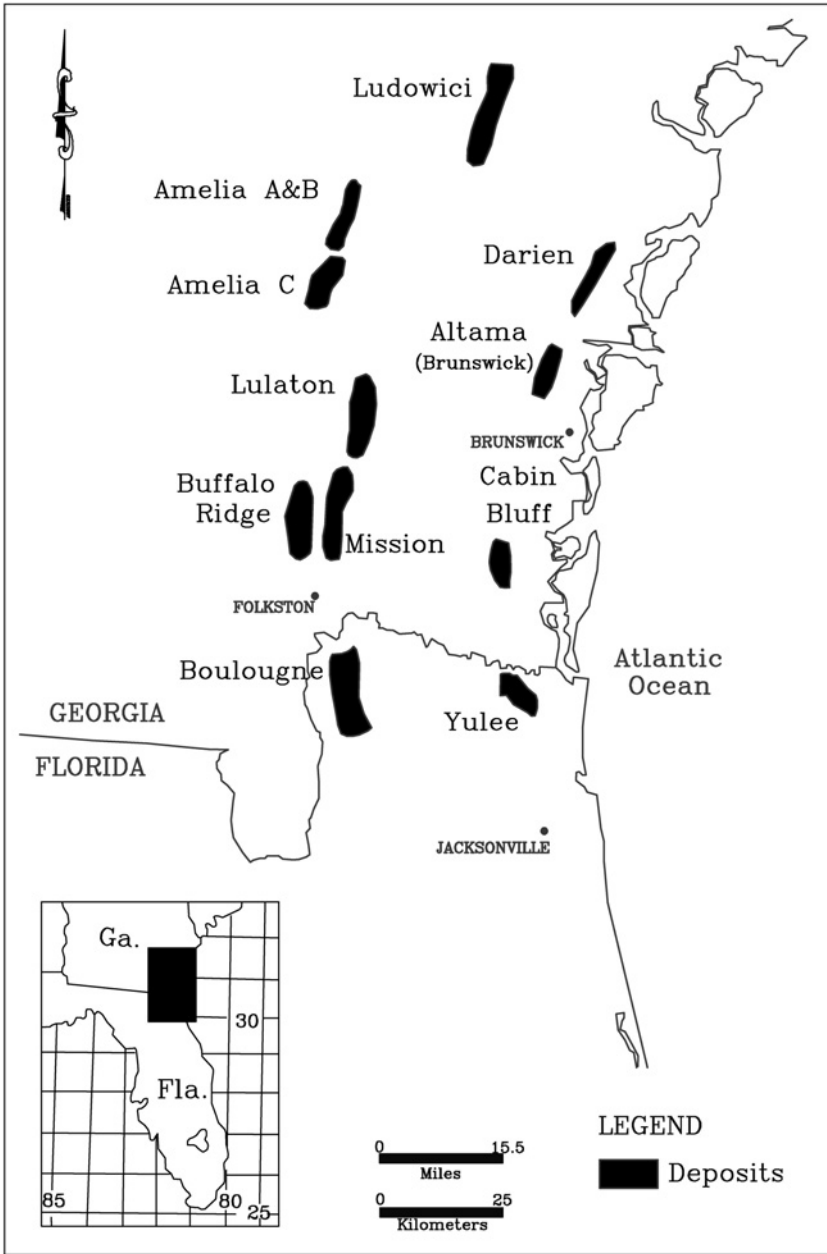 Ludowici
Amelia A&B
Darien
Amelia C
Altama
(Brunswick)
Lulaton
BRUNSWICK
Cabin
Bluff
Buffalo
Ridge
Mission
FOLKSTON
Boulougne
Atlantic
Ocean
GEORGIA
Yulee
FLORIDA
JACKSONVILLE
Ga.
30
Fla.
85
80
25
0 15.5
Miles
0 25
Kilometers
LEGEND
Deposits